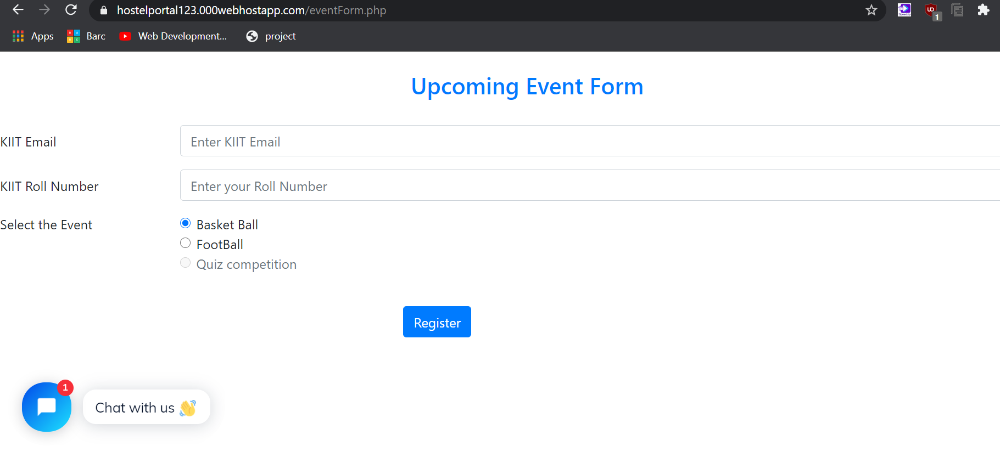 hostelportal123.000webhostapp.com/eventForm.php
1
Apps Barc Web Development... project
Upcoming Event Form
KIIT Email Enter KIIT Email
KIIT Roll Number Enter your Roll Number
Select the Event Basket Ball
FootBall
Quiz competition
Register
1
Chat with us 👋